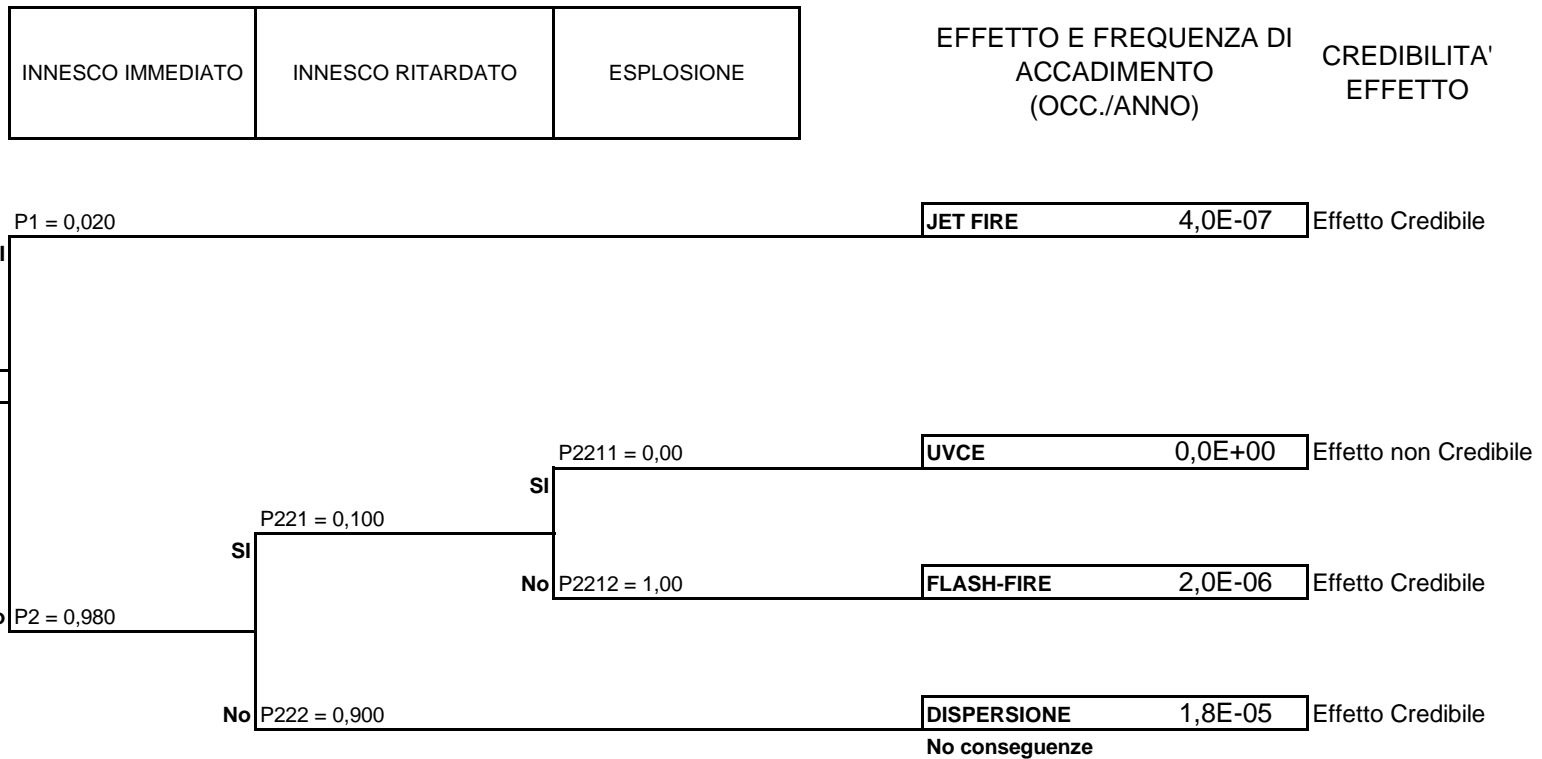 INNESCO IMMEDIATO
INNESCO RITARDATO
ESPLOSIONE
EFFETTO E FREQUENZA DI
ACCADIMENTO
(OCC./ANNO)
CREDIBILITA'
EFFETTO
P1 = 0,020
JET FIRE 4,0E-07 Effetto Credibile
P2211 = 0,00
UVCE 0,0E+00 Effetto non Credibile
SI
P221 = 0,100
SI
No P2212 = 1,00
FLASH-FIRE 2,0E-06 Effetto Credibile
P2 = 0,980
No P222 = 0,900
DISPERSIONE 1,8E-05 Effetto Credibile
No conseguenze